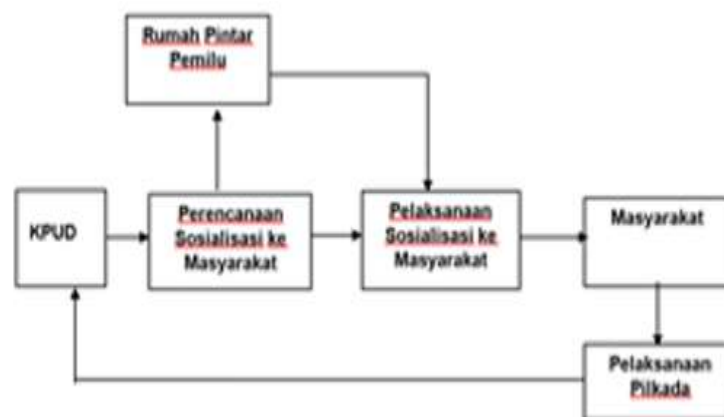 Rumah Pintar
Pemilu
KPUD
Perencanaan
Sosialisasi ke
Masyarakat
Pelaksanaan
Sosialisasi ke
Masyarakat
Masyarakat
Pelaksanaan
Pilkada